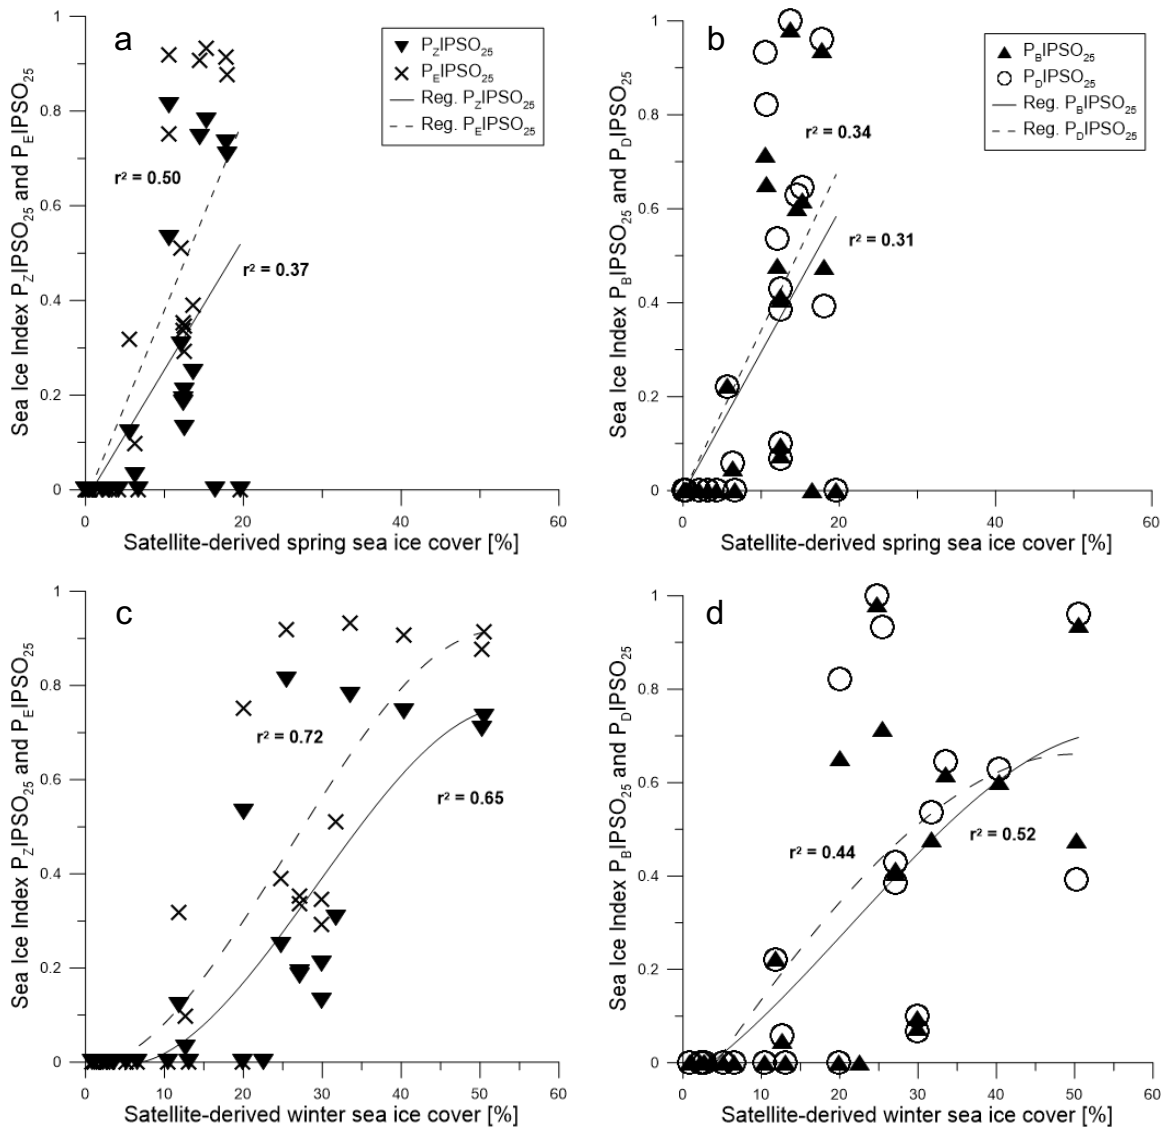 a
1
0.8
0.6
0.4
0.2
0
Sea Ice Index P_ZIPSO_25 and P_EIPSO_25
P_ZIPSO_25
P_EIPSO_25
Reg. P_ZIPSO_25
Reg. P_EIPSO_25
r² = 0.50
r² = 0.37
0 20 40 60
Satellite-derived spring sea ice cover [%]
b
1
0.8
0.6
0.4
0.2
0
Sea Ice Index P_BIPSO_25 and P_DIPSO_25
P_BIPSO_25
P_DIPSO_25
Reg. P_BIPSO_25
Reg. P_DIPSO_25
r² = 0.34
r² = 0.31
0 20 40 60
Satellite-derived spring sea ice cover [%]
c
1
0.8
0.6
0.4
0.2
0
Sea Ice Index P_ZIPSO_25 and P_EIPSO_25
r² = 0.72
r² = 0.65
0 10 20 30 40 50 60
Satellite-derived winter sea ice cover [%]
d
1
0.8
0.6
0.4
0.2
0
Sea Ice Index P_BIPSO_25 and P_DIPSO_25
r² = 0.44
r² = 0.52
0 10 20 30 40 50 60
Satellite-derived winter sea ice cover [%]